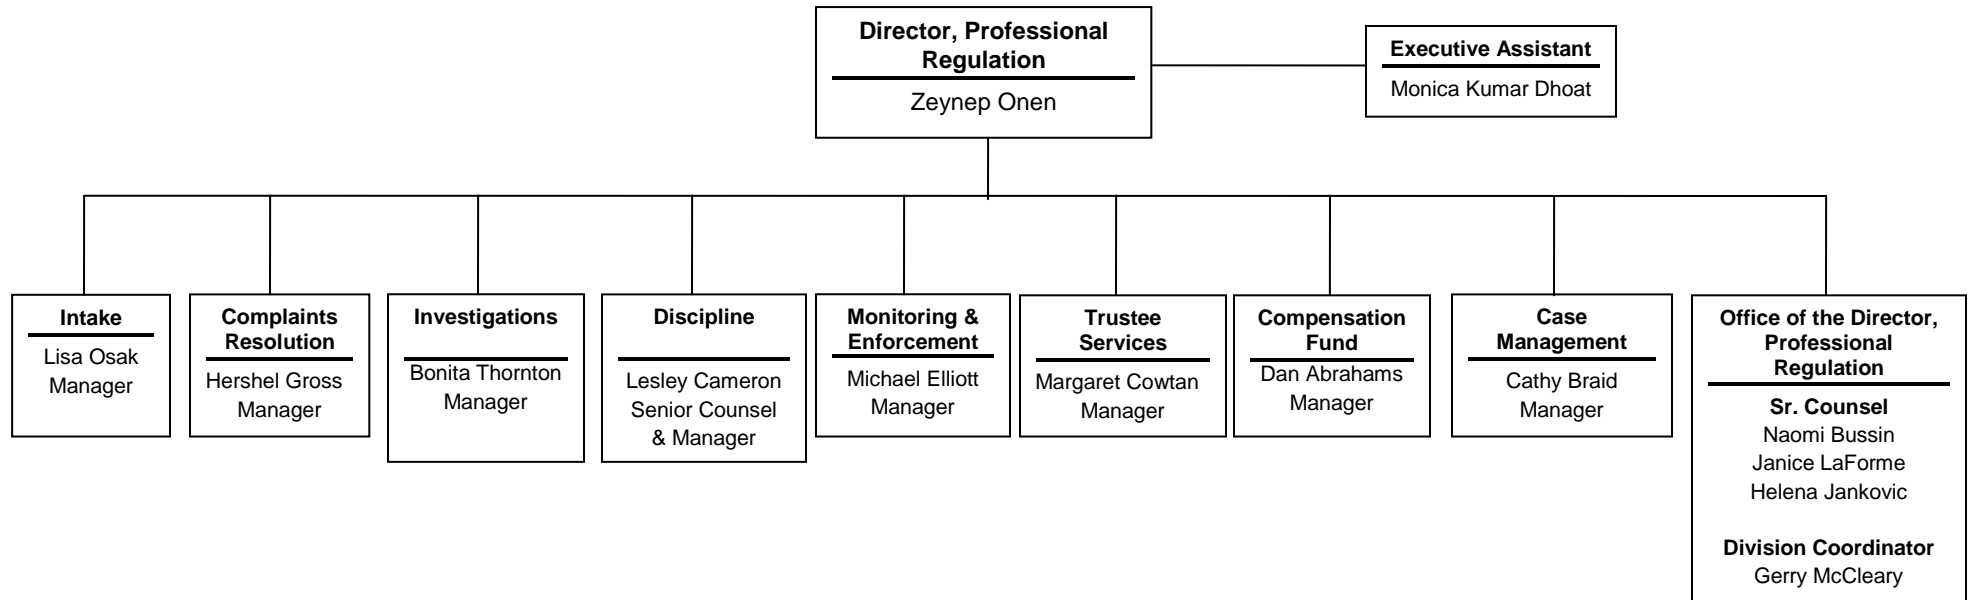 Director, Professional
Regulation
Zeynep Onen
Executive Assistant
Monica Kumar Dhoat
Intake
Lisa Osak
Manager
Complaints
Resolution
Hershel Gross
Manager
Investigations
Bonita Thornton
Manager
Discipline
Lesley Cameron
Senior Counsel
& Manager
Monitoring &
Enforcement
Michael Elliott
Manager
Trustee
Services
Margaret Cowtan
Manager
Compensation
Fund
Dan Abrahams
Manager
Case
Management
Cathy Braid
Manager
Office of the Director,
Professional
Regulation
Sr. Counsel
Naomi Bussin
Janice LaForme
Helena Jankovic
Division Coordinator
Gerry McCleary